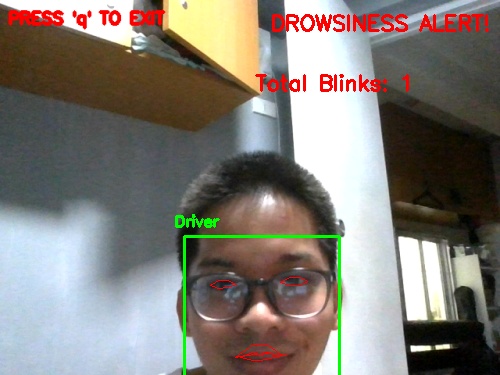 PRESS 'q' TO EXIT
DROWSINESS ALERT!
Total Blinks: 1
Driver